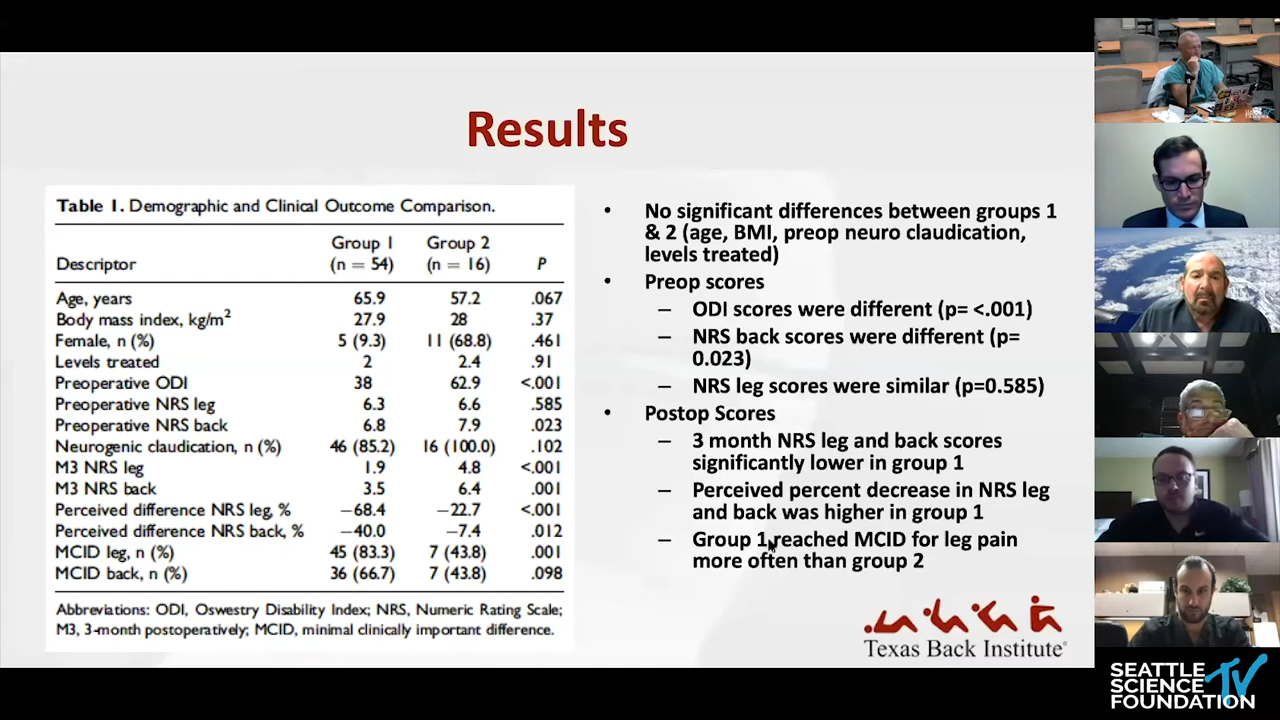 Results
Table 1. Demographic and Clinical Outcome Comparison.
Group 1 Group 2
Descriptor (n = 54) (n = 16) P
Age, years 65.9 57.2 .067
Body mass index, kg/m² 27.9 28 .37
Female, n (%) 5 (9.3) 11 (68.8) .461
Levels treated 2 2.4 .91
Preoperative ODI 38 62.9 <.001
Preoperative NRS leg 6.3 6.6 .585
Preoperative NRS back 6.8 7.9 .023
Neurogenic claudication, n (%) 46 (85.2) 16 (100.0) .102
M3 NRS leg 1.9 4.8 <.001
M3 NRS back 3.5 6.4 .001
Perceived difference NRS leg, % −68.4 −22.7 <.001
Perceived difference NRS back, % −40.0 −7.4 .012
MCID leg, n (%) 45 (83.3) 7 (43.8) .001
MCID back, n (%) 36 (66.7) 7 (43.8) .098
Abbreviations: ODI, Oswestry Disability Index; NRS, Numeric Rating Scale;
M3, 3-month postoperatively; MCID, minimal clinically important difference.
• No significant differences between groups 1
& 2 (age, BMI, preop neuro claudication,
levels treated)
• Preop scores
– ODI scores were different (p= <.001)
– NRS back scores were different (p=
0.023)
– NRS leg scores were similar (p=0.585)
• Postop Scores
– 3 month NRS leg and back scores
significantly lower in group 1
– Perceived percent decrease in NRS leg
and back was higher in group 1
– Group 1 reached MCID for leg pain
more often than group 2
Texas Back Institute®
SEATTLE
SCIENCE TV
FOUNDATION